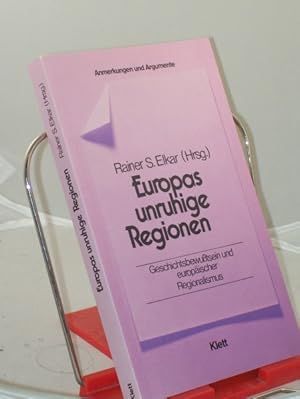 Anmerkungen und Argumente
Rainer S. Elkar (Hrsg.)
Europas
unruhige
Regionen
Geschichtsbewußtsein und
europäischer
Regionalismus
Klett
Rainer S. Elkar (Hrsg.)
Europas unruhige Regionen